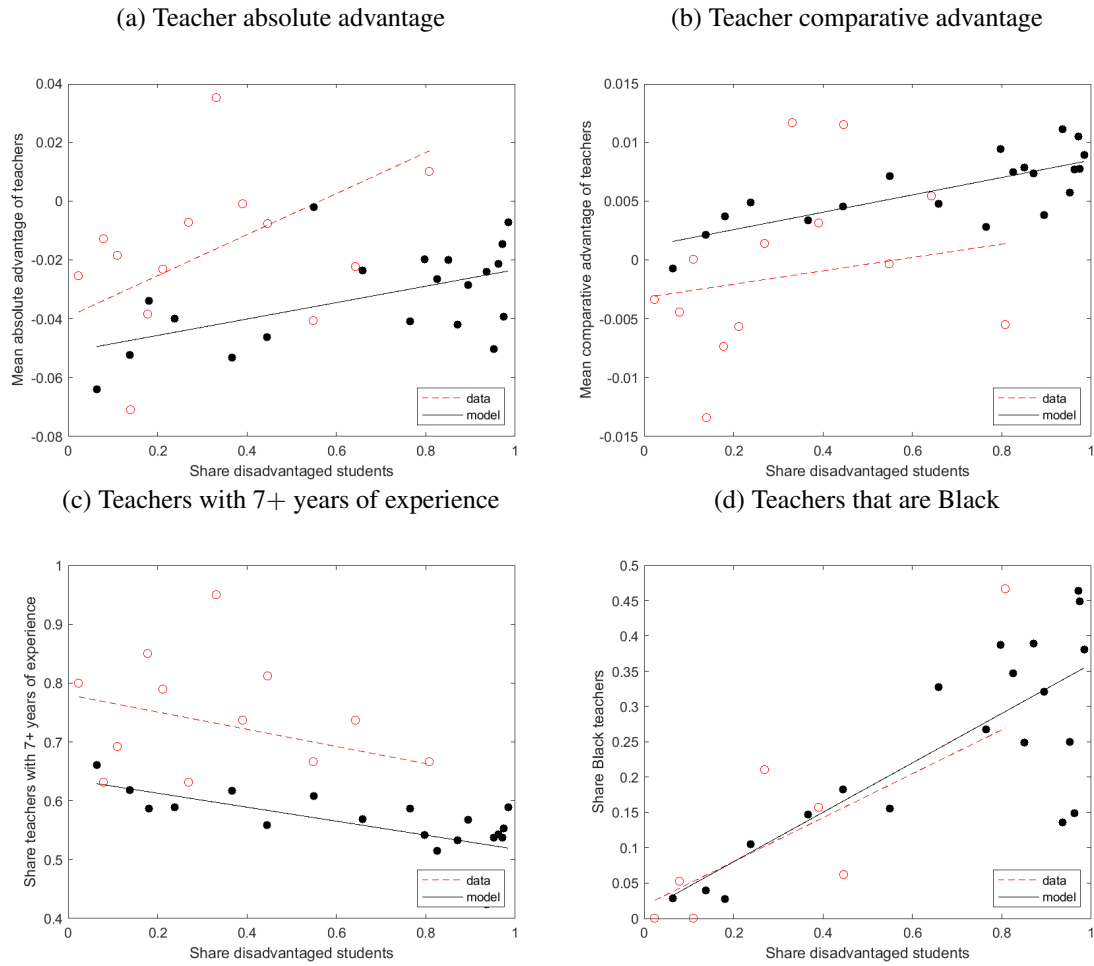 (a) Teacher absolute advantage
(b) Teacher comparative advantage
0.04
0.02
0
-0.02
-0.04
-0.06
-0.08
Mean absolute advantage of teachers
0
0.2
0.4
0.6
0.8
1
Share disadvantaged students
data
model
0.015
0.01
0.005
0
-0.005
-0.01
-0.015
Mean comparative advantage of teachers
0
0.2
0.4
0.6
0.8
1
Share disadvantaged students
data
model
(c) Teachers with 7+ years of experience
(d) Teachers that are Black
1
0.9
0.8
0.7
0.6
0.5
0.4
Share teachers with 7+ years of experience
0
0.2
0.4
0.6
0.8
1
Share disadvantaged students
data
model
0.5
0.45
0.4
0.35
0.3
0.25
0.2
0.15
0.1
0.05
0
Share Black teachers
0
0.2
0.4
0.6
0.8
1
Share disadvantaged students
data
model